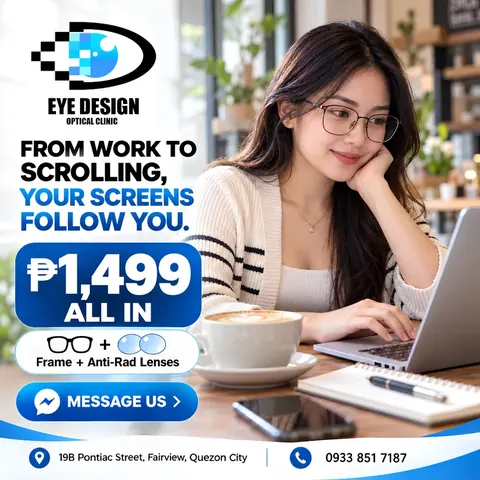 EYE DESIGN
OPTICAL CLINIC
FROM WORK TO
SCROLLING,
YOUR SCREENS
FOLLOW YOU.
₱1,499
ALL IN
+
Frame + Anti-Rad Lenses
MESSAGE US >
19B Pontiac Street, Fairview, Quezon City
0933 851 7187